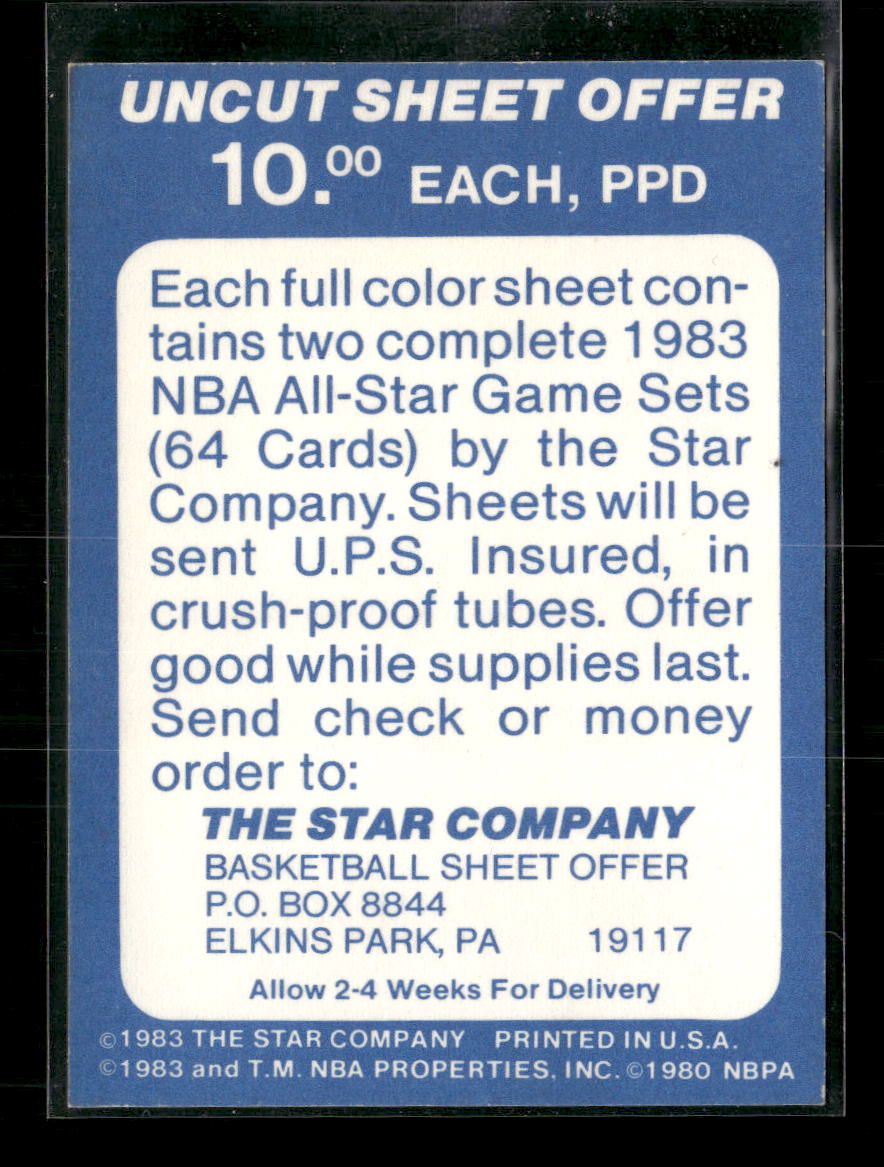 UNCUT SHEET OFFER
10.00 EACH, PPD
Each full color sheet con-
tains two complete 1983
NBA All-Star Game Sets
(64 Cards) by the Star
Company. Sheets will be
sent U.P.S. Insured, in
crush-proof tubes. Offer
good while supplies last.
Send check or money
order to:
THE STAR COMPANY
BASKETBALL SHEET OFFER
P.O. BOX 8844
ELKINS PARK, PA 19117
Allow 2-4 Weeks For Delivery
©1983 THE STAR COMPANY PRINTED IN U.S.A.
©1983 and T.M. NBA PROPERTIES, INC. ©1980 NBPA